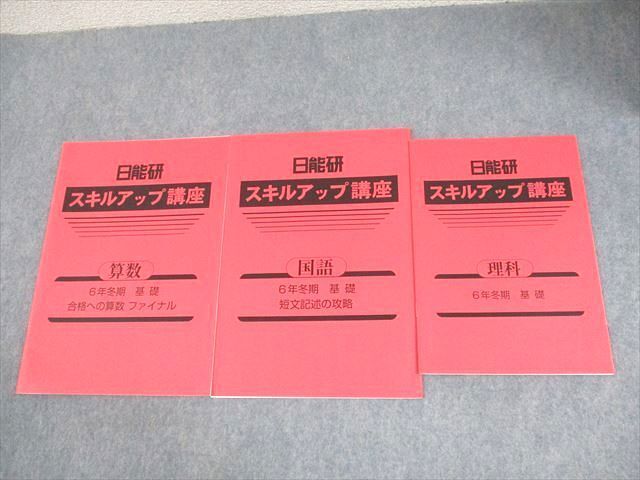 日能研
スキルアップ講座
算数
6年冬期 基礎
合格への算数 ファイナル
日能研
スキルアップ講座
国語
6年冬期 基礎
短文記述の攻略
日能研
スキルアップ講座
理科
6年冬期 基礎